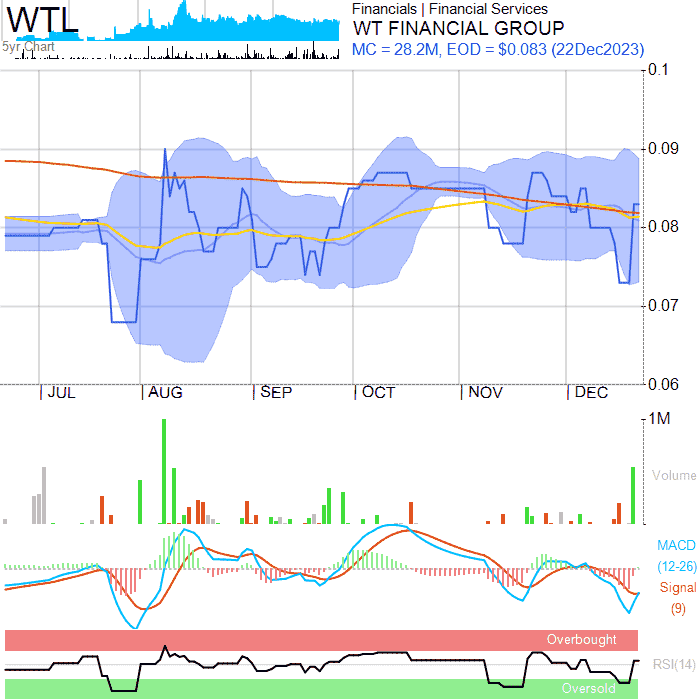 WTL
5yr Chart
Financials | Financial Services
WT FINANCIAL GROUP
MC = 28.2M, EOD = $0.083 (22Dec2023)
0.1
0.09
0.08
0.07
0.06
| JUL | AUG | SEP | OCT | NOV | DEC
1M
Volume
MACD
(12-26)
Signal
(9)
Overbought
RSI(14)
Oversold